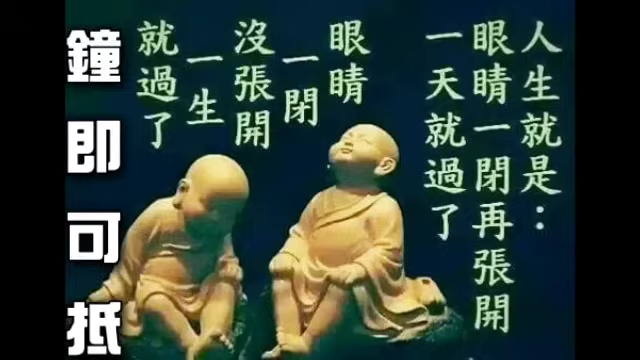 人生就是：
眼睛一閉再張開
一天就過了
眼睛
一閉
沒張開
一生
就過了
鐘即可抵